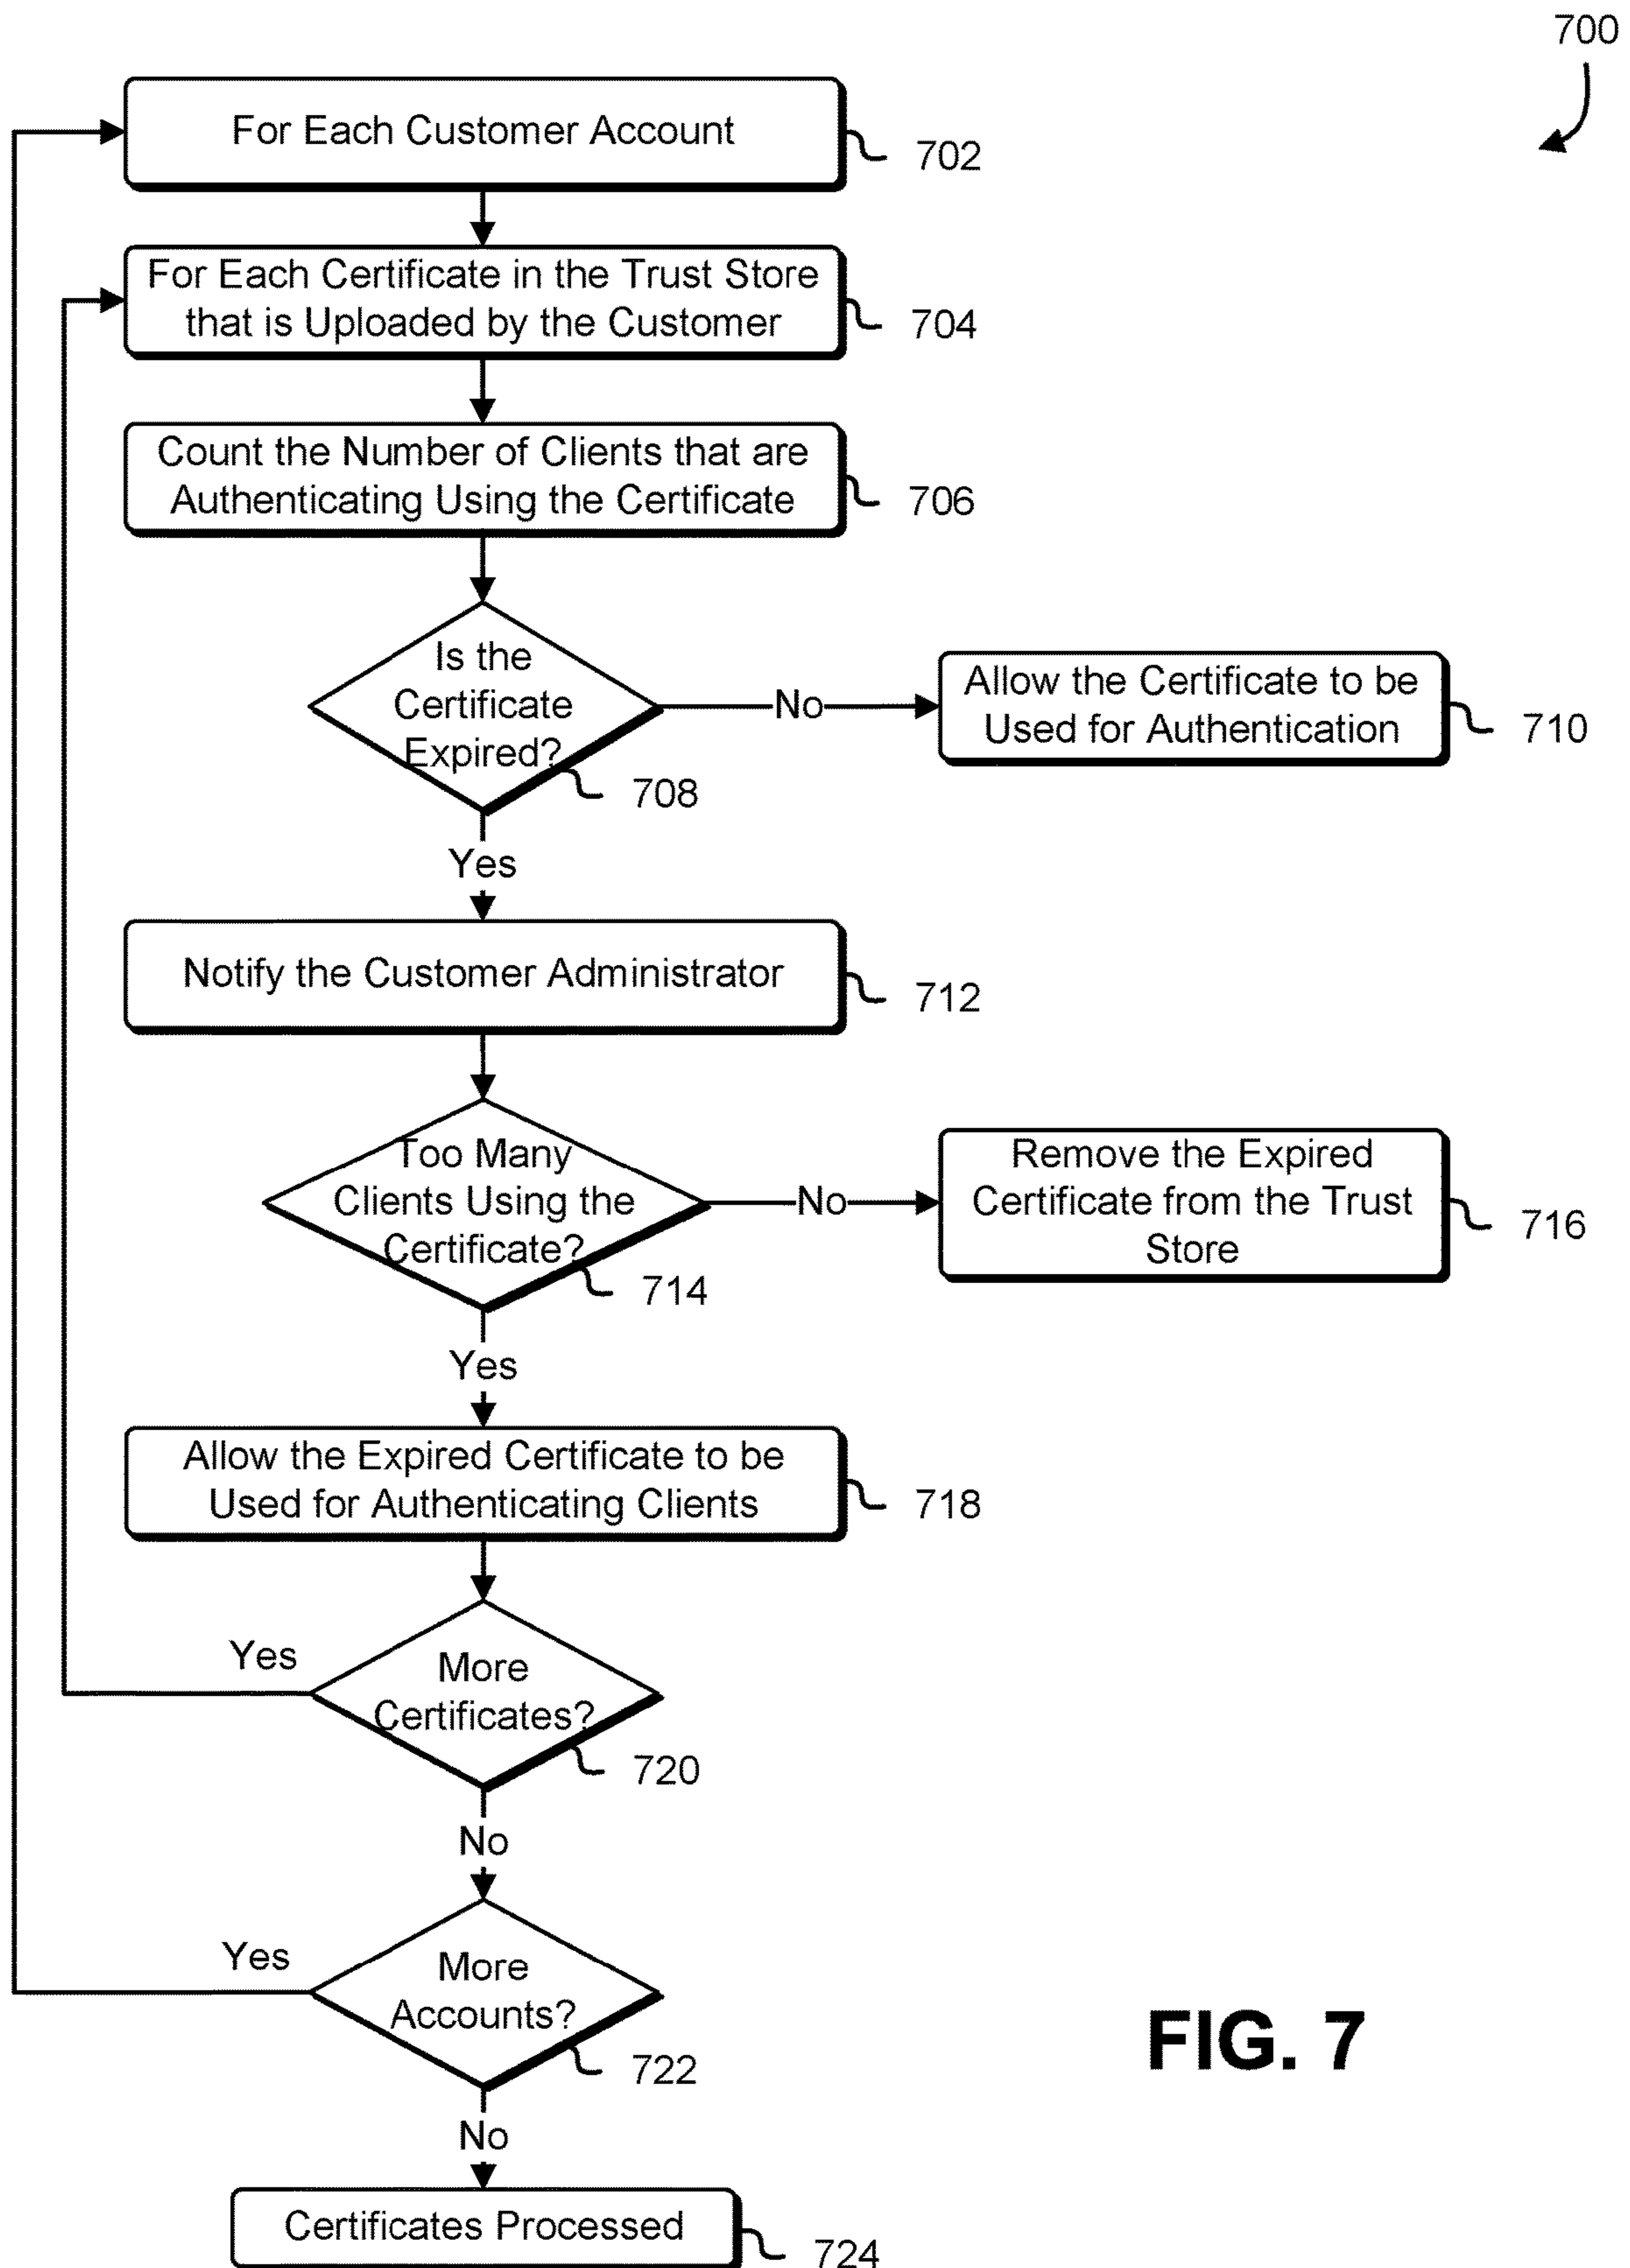 700
For Each Customer Account
702
For Each Certificate in the Trust Store
that is Uploaded by the Customer
704
Count the Number of Clients that are
Authenticating Using the Certificate
706
Is the
Certificate
Expired?
708
No
Allow the Certificate to be
Used for Authentication
710
Yes
Notify the Customer Administrator
712
Too Many
Clients Using the
Certificate?
714
No
Remove the Expired
Certificate from the Trust
Store
716
Yes
Allow the Expired Certificate to be
Used for Authenticating Clients
718
More
Certificates?
720
Yes
No
More
Accounts?
722
Yes
No
Certificates Processed
724
FIG. 7